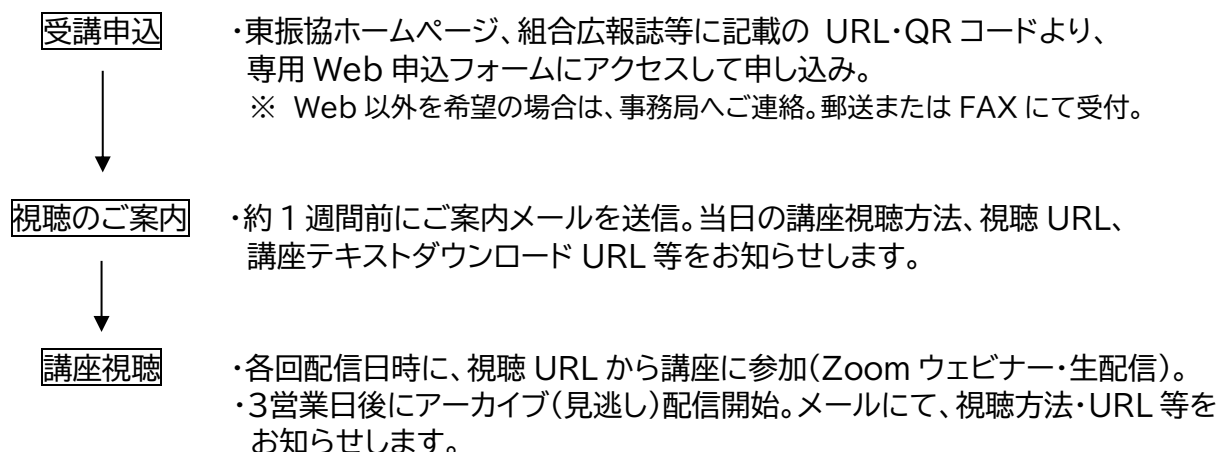 受講申込 ・東振協ホームページ、組合広報誌等に記載の URL・QR コードより、
専用 Web 申込フォームにアクセスして申し込み。
※ Web 以外を希望の場合は、事務局へご連絡。郵送または FAX にて受付。
視聴のご案内 ・約 1 週間前にご案内メールを送信。当日の講座視聴方法、視聴 URL、
講座テキストダウンロード URL 等をお知らせします。
講座視聴 ・各回配信日時に、視聴 URL から講座に参加(Zoom ウェビナー・生配信)。
・3営業日後にアーカイブ(見逃し)配信開始。メールにて、視聴方法・URL 等を
お知らせします。